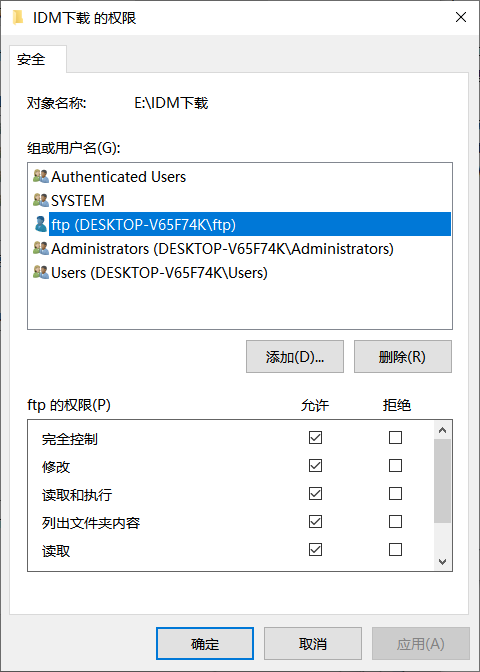 IDM下载 的权限
安全
对象名称: E:\IDM下载
组或用户名(G):
Authenticated Users
SYSTEM
ftp (DESKTOP-V65F74K\ftp)
Administrators (DESKTOP-V65F74K\Administrators)
Users (DESKTOP-V65F74K\Users)
添加(D)... 删除(R)
ftp 的权限(P) 允许 拒绝
完全控制
修改
读取和执行
列出文件夹内容
读取
确定 取消 应用(A)